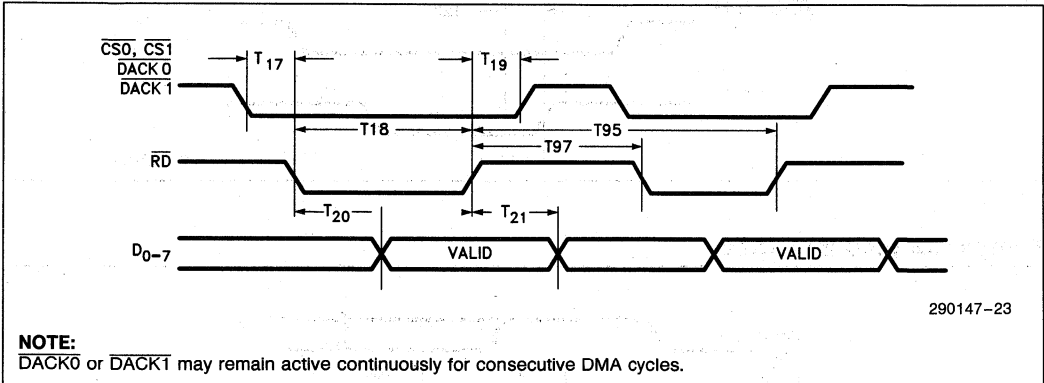 CS0, CS1
DACK 0
DACK 1
T17
T19
T18
T95
T97
RD
T20
T21
D0–7
VALID
VALID
290147–23
NOTE:
DACK0 or DACK1 may remain active continuously for consecutive DMA cycles.